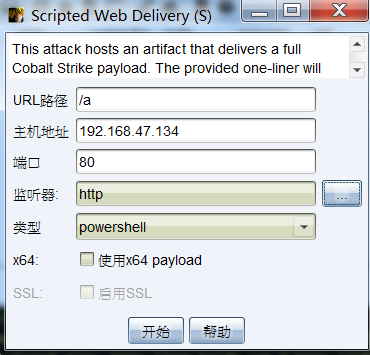 Scripted Web Delivery (S)
This attack hosts an artifact that delivers a full
Cobalt Strike payload. The provided one-liner will
URL路径 /a
主机地址 192.168.47.134
端口 80
监听器: http ...
类型 powershell
x64: 使用x64 payload
SSL: 启用SSL
开始 帮助